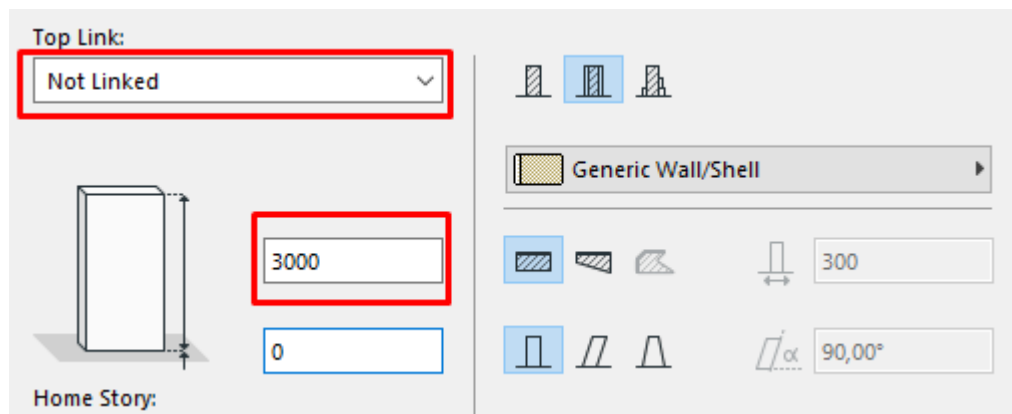 Top Link:
Not Linked
Generic Wall/Shell
3000
300
0
α 90,00°
Home Story: